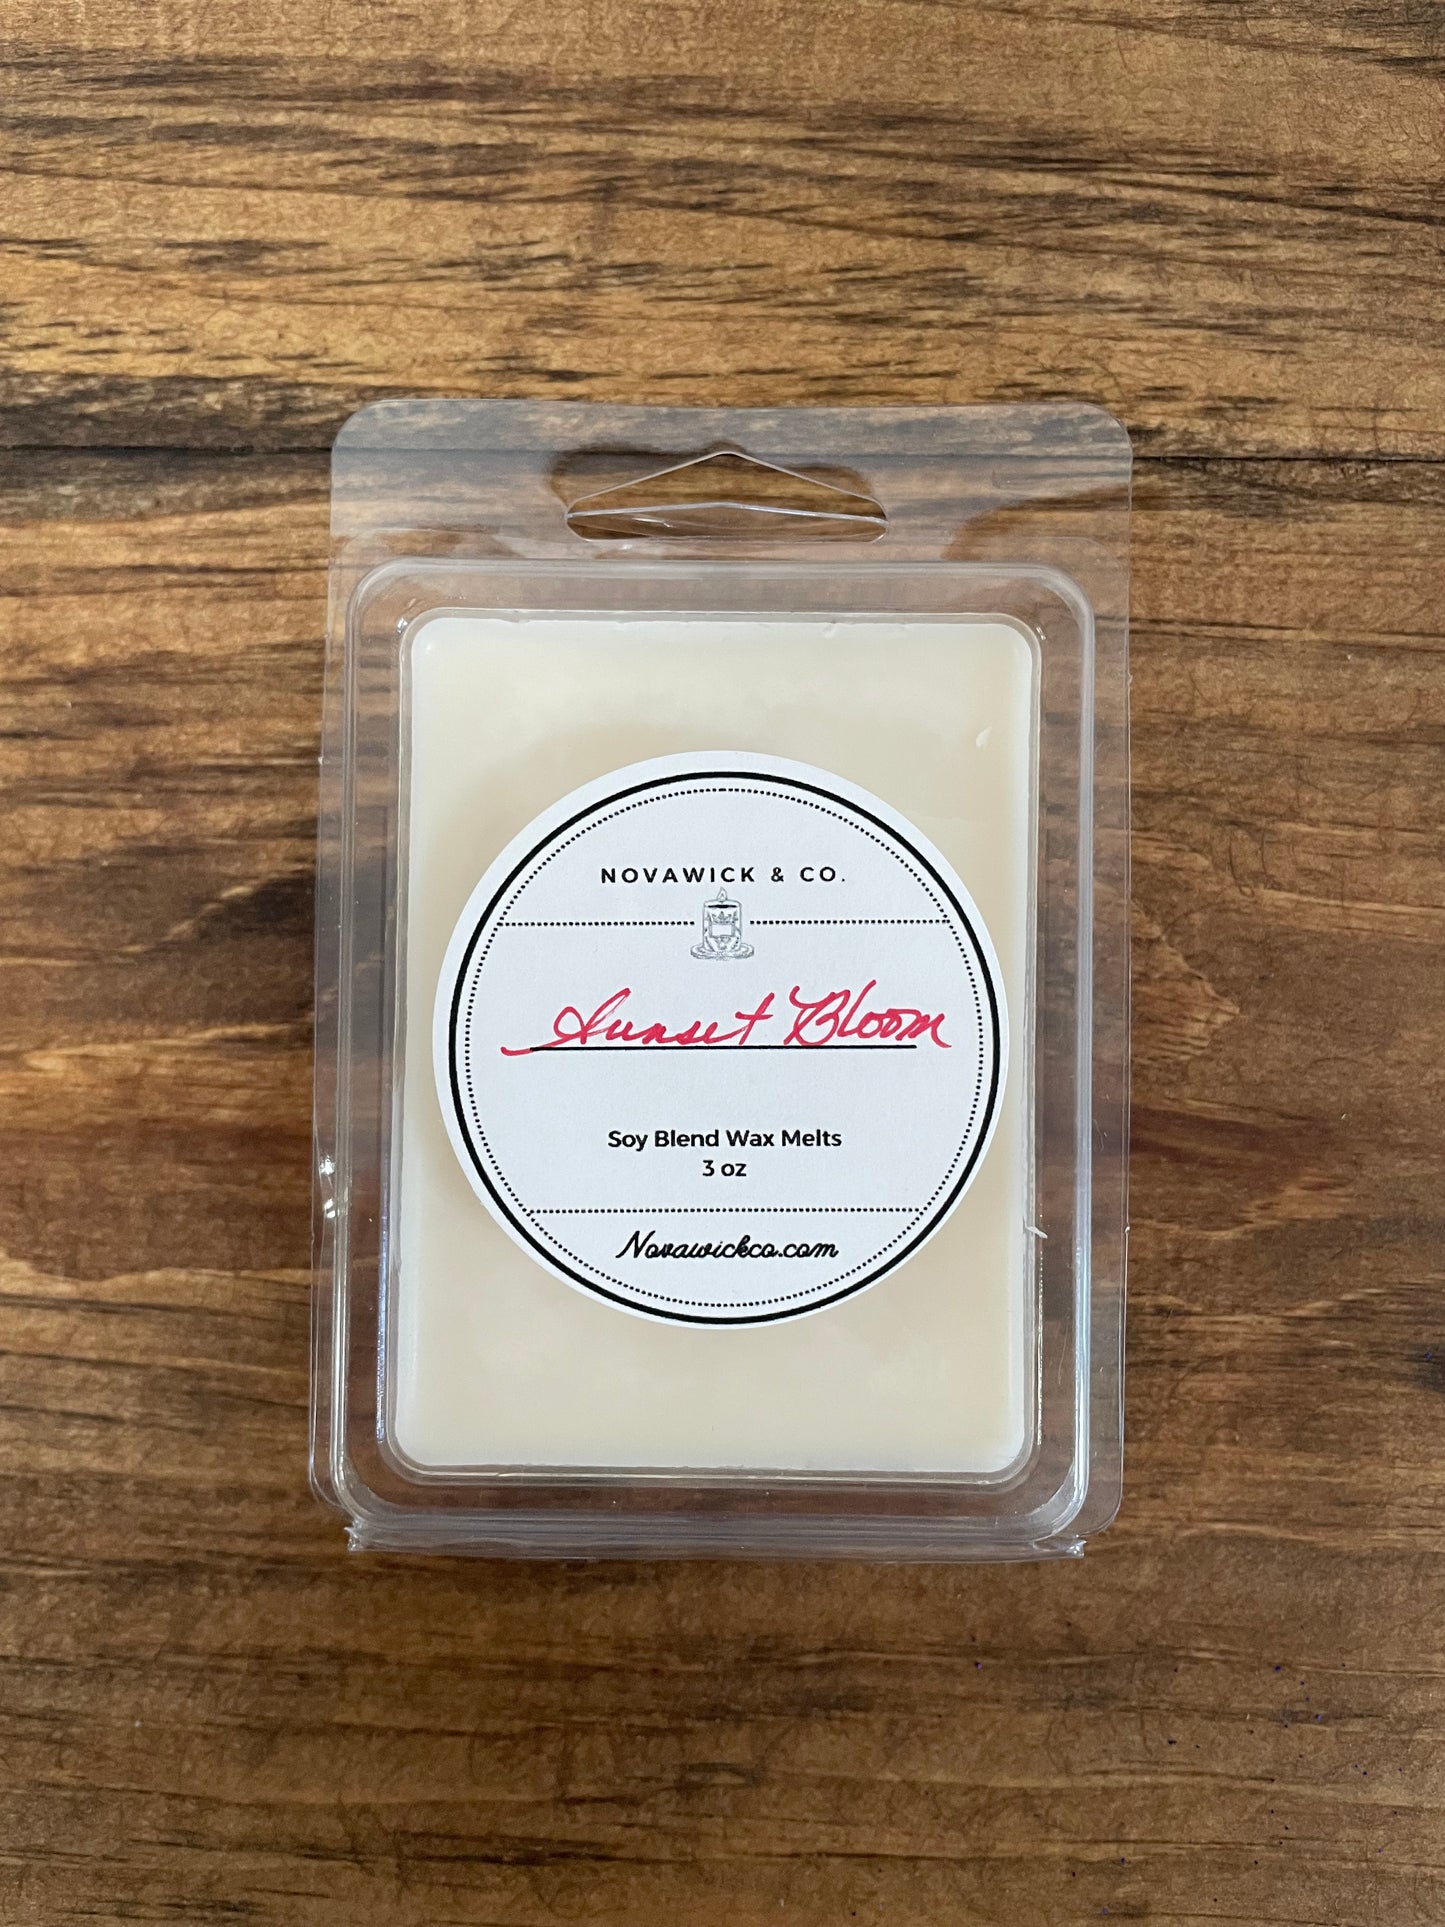 NOVAWICK & CO.
Sunset Bloom
Soy Blend Wax Melts
3 oz
Novawickco.com